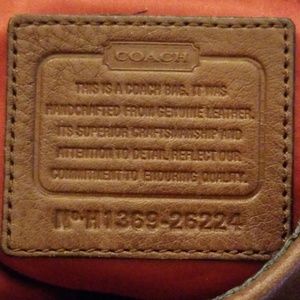 COACH
THIS IS A COACH BAG. IT WAS
HANDCRAFTED FROM GENUINE LEATHER.
ITS SUPERIOR CRAFTSMANSHIP AND
ATTENTION TO DETAIL REFLECT OUR
COMMITMENT TO ENDURING QUALITY.
Nº H1369-26224